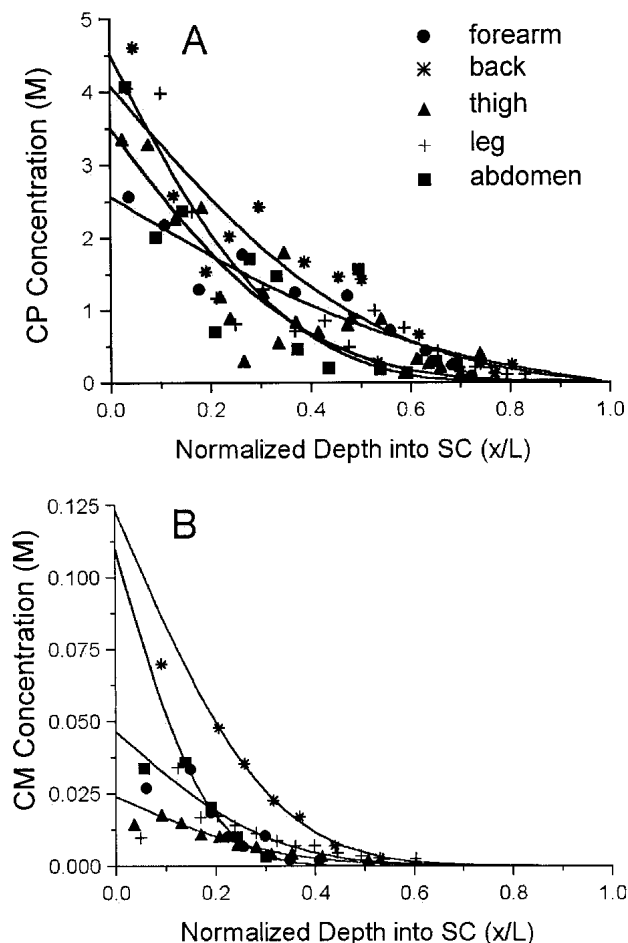 A
forearm
back
thigh
leg
abdomen
CP Concentration (M)
5
4
3
2
1
0
0.0 0.2 0.4 0.6 0.8 1.0
Normalized Depth into SC (x/L)
B
CM Concentration (M)
0.125
0.100
0.075
0.050
0.025
0.000
0.0 0.2 0.4 0.6 0.8 1.0
Normalized Depth into SC (x/L)